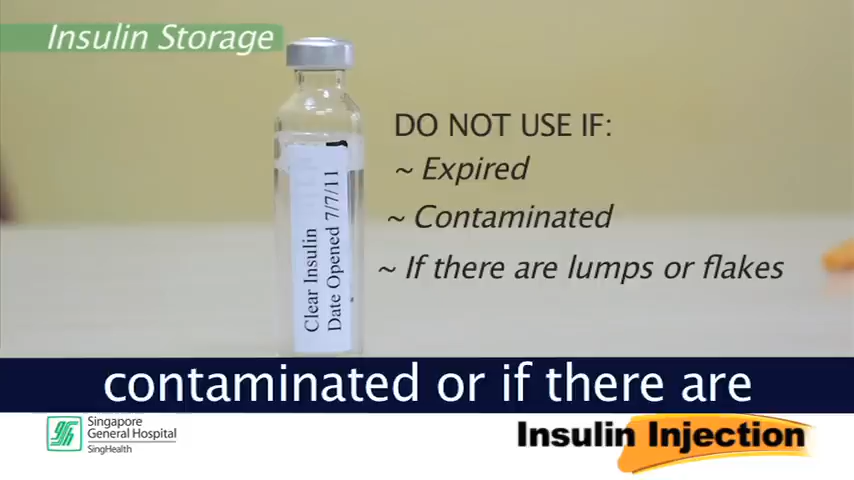 Insulin Storage
DO NOT USE IF:
~ Expired
~ Contaminated
~ If there are lumps or flakes
Clear Insulin
Date Opened 7/7/11
contaminated or if there are
Singapore
General Hospital
SingHealth
Insulin Injection